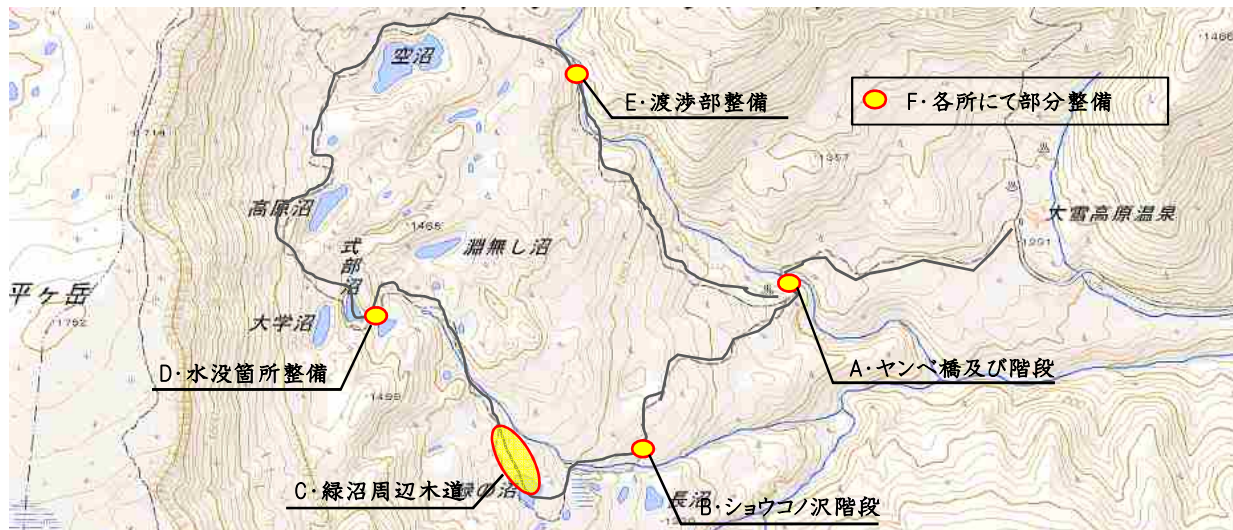 空沼
・1466
E・渡渉部整備
F・各所にて部分整備
・1714
・1357
高原沼
・1465
淵無し沼
大雪高原温泉
式部沼
平ヶ岳
・1752
大学沼
D・水没箇所整備
A・ヤンベ橋及び階段
C・緑沼周辺木道
緑の沼
長沼
B・ショウコノ沢階段